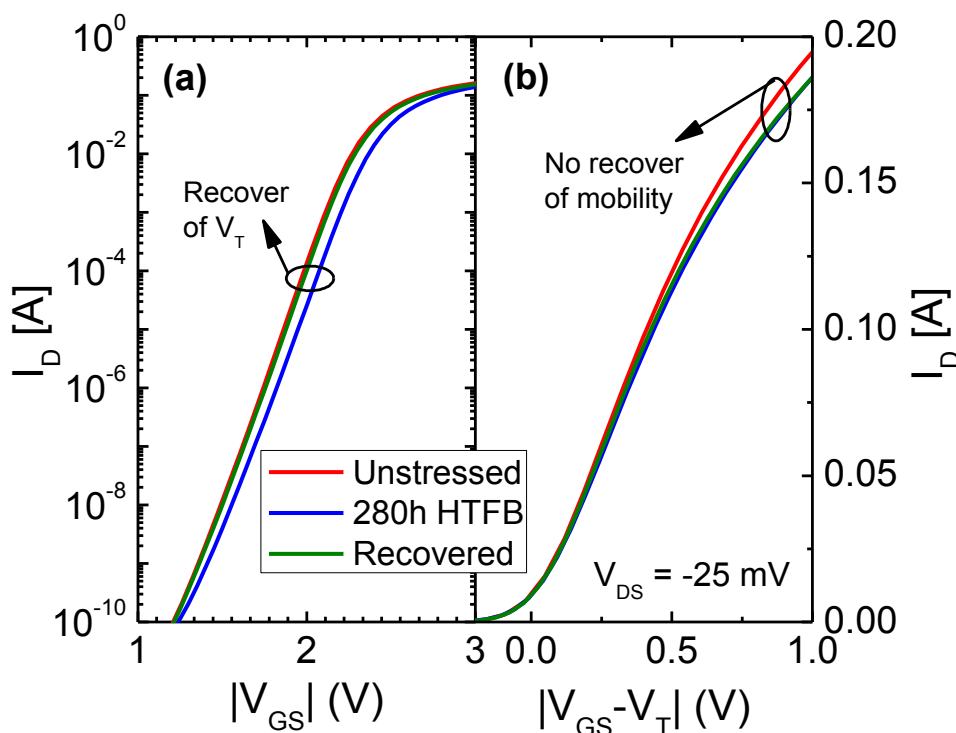 (a)
(b)
10^0
10^-2
10^-4
10^-6
10^-8
10^-10
I_D [A]
Recover
of V_T
No recover
of mobility
0.20
0.15
0.10
0.05
0.00
I_D [A]
Unstressed
280h HTFB
Recovered
V_DS = -25 mV
1
2
3
0.0
0.5
1.0
|V_GS| (V)
|V_GS-V_T| (V)